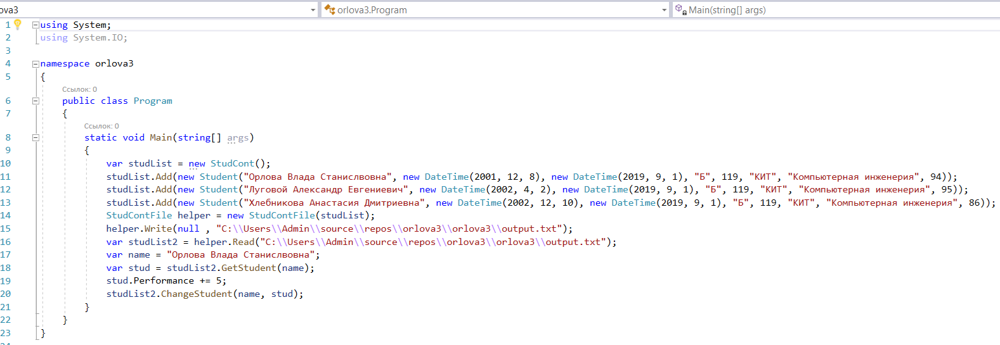 ova3 orlova3.Program Main(string[] args)
1 using System;
2 using System.IO;
3
4 namespace orlova3
5 {
Ссылок: 0
6 public class Program
7 {
Ссылок: 0
8 static void Main(string[] args)
9 {
10 var studList = new StudCont();
11 studList.Add(new Student("Орлова Влада Станислвовна", new DateTime(2001, 12, 8), new DateTime(2019, 9, 1), "Б", 119, "КИТ", "Компьютерная инженерия", 94));
12 studList.Add(new Student("Луговой Александр Евгениевич", new DateTime(2002, 4, 2), new DateTime(2019, 9, 1), "Б", 119, "КИТ", "Компьютерная инженерия", 95));
13 studList.Add(new Student("Хлебникова Анастасия Дмитриевна", new DateTime(2002, 12, 10), new DateTime(2019, 9, 1), "Б", 119, "КИТ", "Компьютерная инженерия", 86));
14 StudContFile helper = new StudContFile(studList);
15 helper.Write(null , "C:\\Users\\Admin\\source\\repos\\orlova3\\orlova3\\output.txt");
16 var studList2 = helper.Read("C:\\Users\\Admin\\source\\repos\\orlova3\\orlova3\\output.txt");
17 var name = "Орлова Влада Станислвовна";
18 var stud = studList2.GetStudent(name);
19 stud.Performance += 5;
20 studList2.ChangeStudent(name, stud);
21 }
22 }
23 }